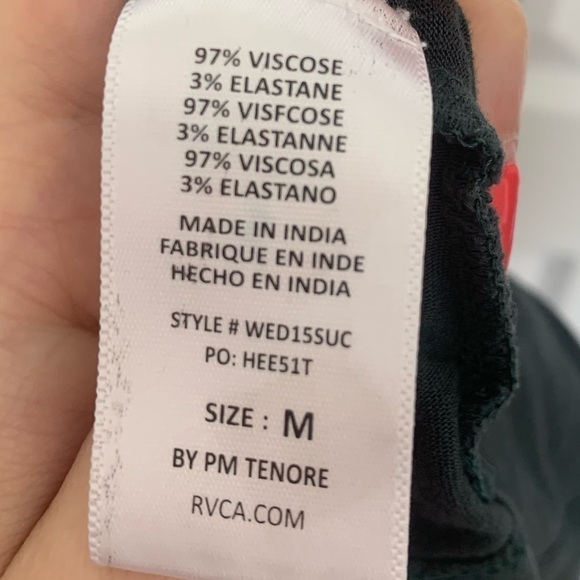 97% VISCOSE
3% ELASTANE
97% VISFCOSE
3% ELASTANNE
97% VISCOSA
3% ELASTANO
MADE IN INDIA
FABRIQUE EN INDE
HECHO EN INDIA
STYLE # WED15SUC
PO: HEE51T
SIZE : M
BY PM TENORE
RVCA.COM